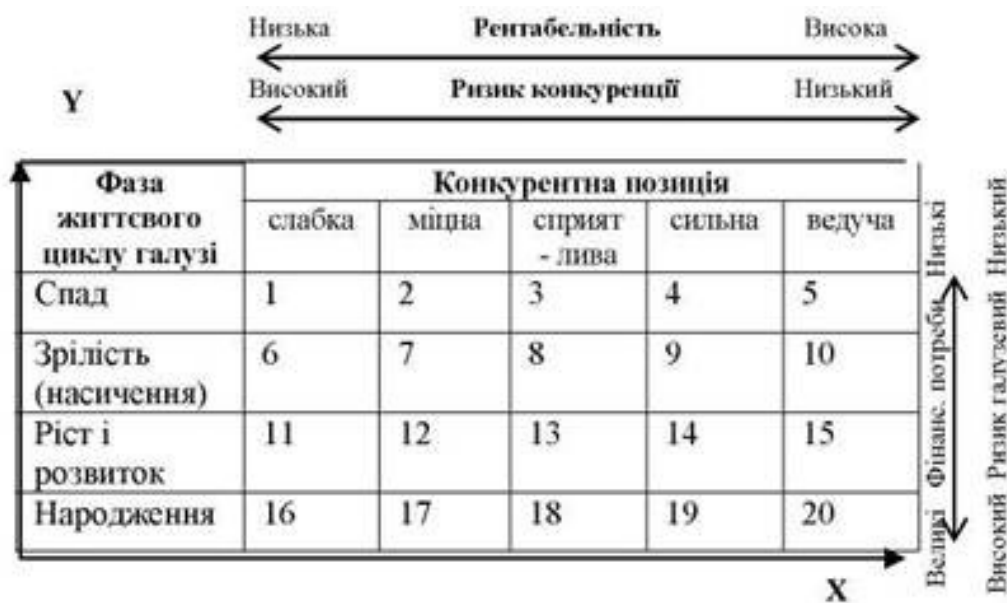 Низька Рентабельність Висока
Високий Ризик конкуренції Низький
Y
Фаза життєвого циклу галузі Конкурентна позиція
слабка міцна сприят - лива сильна ведуча
Спад 1 2 3 4 5
Зрілість (насичення) 6 7 8 9 10
Ріст і розвиток 11 12 13 14 15
Народження 16 17 18 19 20
X
Великі Фінанс. потреби Низькі
Високий Ризик галузевий Низький